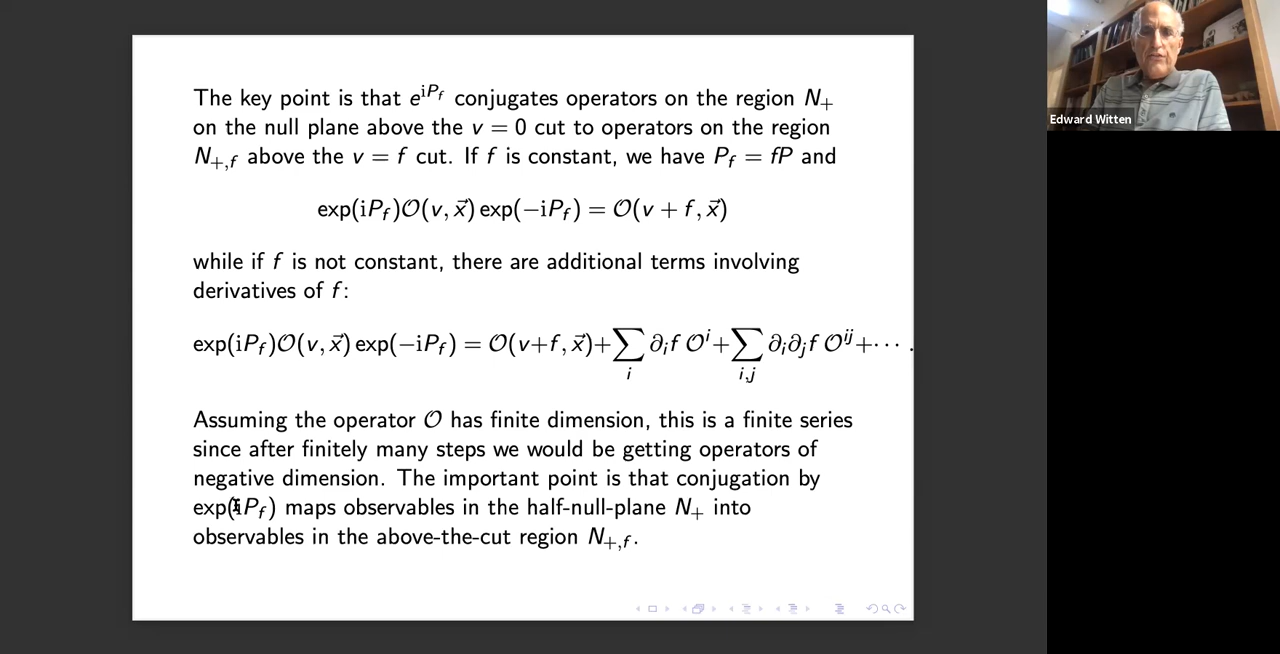 The key point is that e^{iP_f} conjugates operators on the region N_+
on the null plane above the v = 0 cut to operators on the region
N_{+,f} above the v = f cut. If f is constant, we have P_f = fP and
exp(iP_f)𝒪(v, x⃗) exp(−iP_f) = 𝒪(v + f, x⃗)
while if f is not constant, there are additional terms involving
derivatives of f:
exp(iP_f)𝒪(v, x⃗) exp(−iP_f) = 𝒪(v+f, x⃗)+∑_i ∂_i f 𝒪^i+∑_{i,j} ∂_i∂_j f 𝒪^{ij}+⋯ .
Assuming the operator 𝒪 has finite dimension, this is a finite series
since after finitely many steps we would be getting operators of
negative dimension. The important point is that conjugation by
exp(iP_f) maps observables in the half-null-plane N_+ into
observables in the above-the-cut region N_{+,f}.
Edward Witten